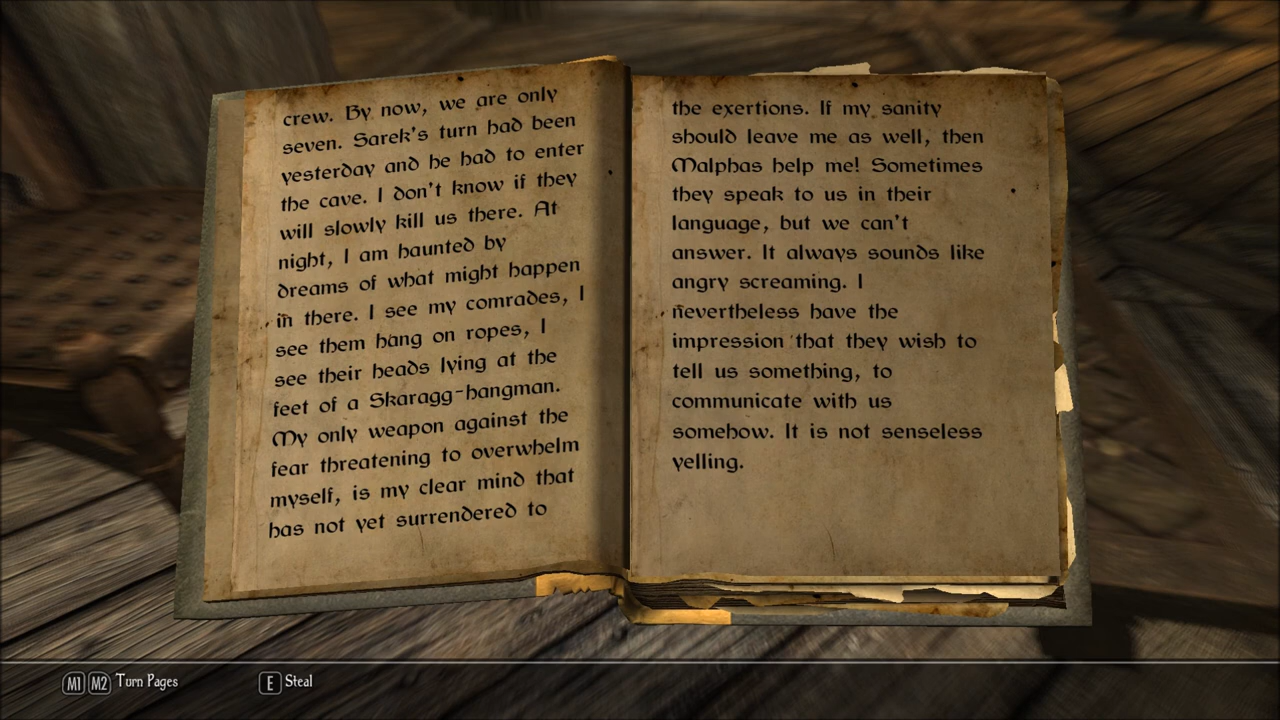 crew. By now, we are only
seven. Sarek's turn had been
yesterday and he had to enter
the cave. I don't know if they
will slowly kill us there. At
night, I am haunted by
dreams of what might happen
in there. I see my comrades, I
see them hang on ropes, I
see their heads lying at the
feet of a Skaragg-hangman.
My only weapon against the
fear threatening to overwhelm
myself, is my clear mind that
has not yet surrendered to
the exertions. If my sanity
should leave me as well, then
Malphas help me! Sometimes
they speak to us in their
language, but we can't
answer. It always sounds like
angry screaming. I
nevertheless have the
impression that they wish to
tell us something, to
communicate with us
somehow. It is not senseless
yelling.
M1 M2 Turn Pages
E Steal